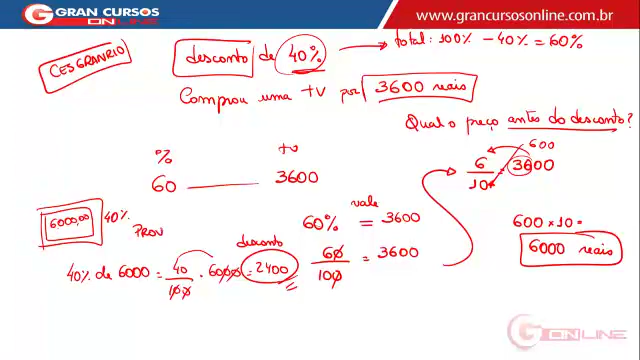 GRAN CURSOS ONLINE
www.grancursosonline.com.br
CESGRANRIO
desconto de 40% → total: 100% - 40% = 60%
Comprou uma tv por 3600 reais
Qual o preço antes do desconto?
% tv
60 3600
600
6/10 = 3600
60% vale = 3600
600 × 10 =
6000 reais
6000,00 40%
PROV
desconto
40% de 6000 = 40/100 · 6000 = 2400
60/100 = 3600
G ONLINE